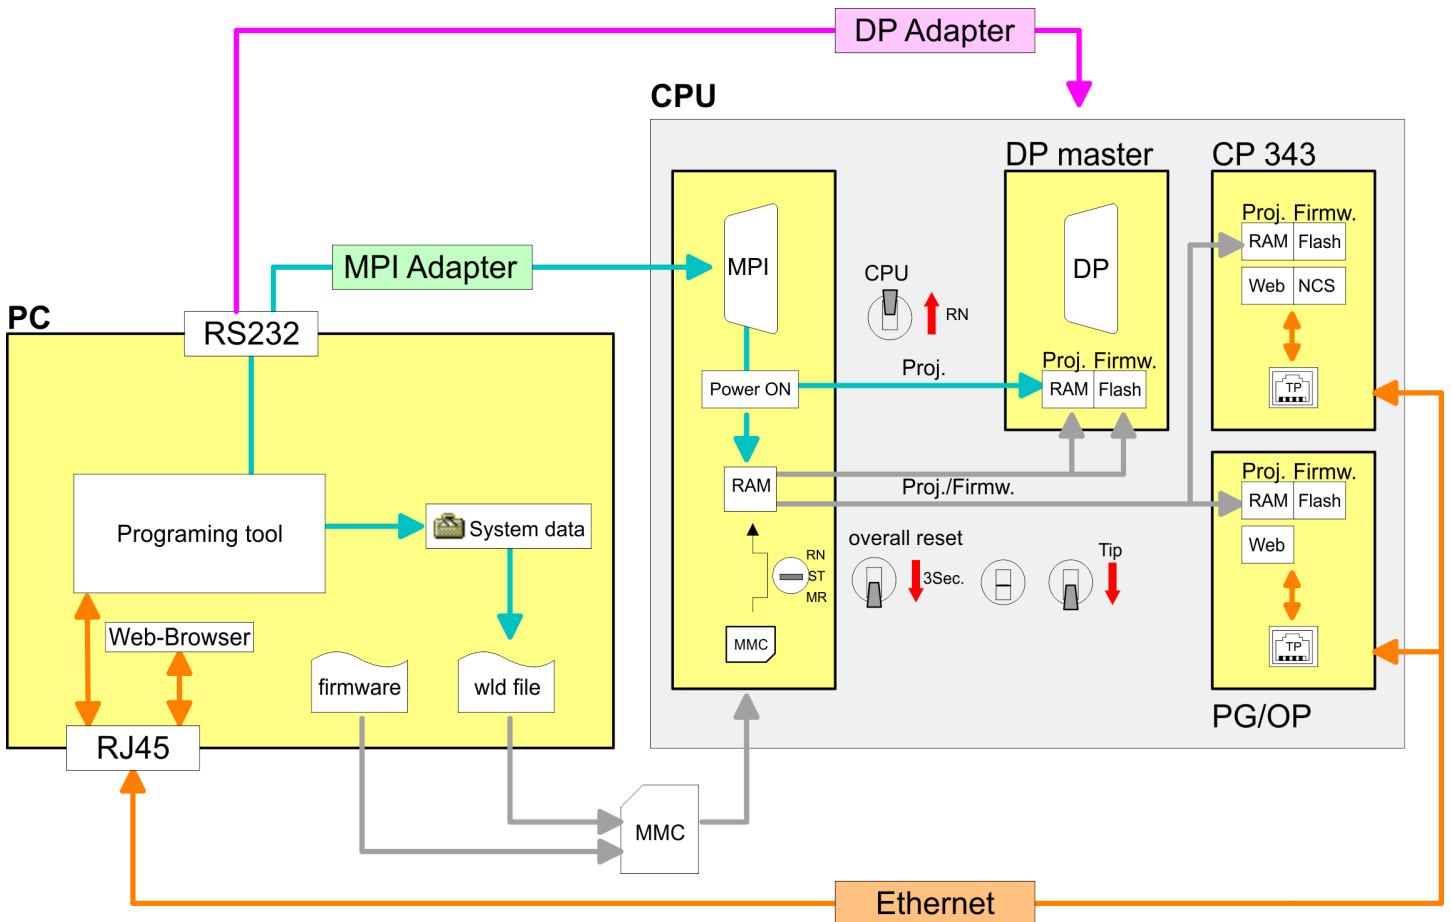 DP Adapter
CPU
DP master
CP 343
MPI Adapter
MPI
CPU
RN
DP
Proj. Firmw.
RAM Flash
Web NCS
TP
PC
RS232
Power ON
Proj.
Proj. Firmw.
RAM Flash
RAM
Proj./Firmw.
Proj. Firmw.
RAM Flash
Web
TP
PG/OP
Programing tool
System data
RN
ST
MR
overall reset
3Sec.
Tip
MMC
Web-Browser
firmware
wld file
RJ45
MMC
Ethernet